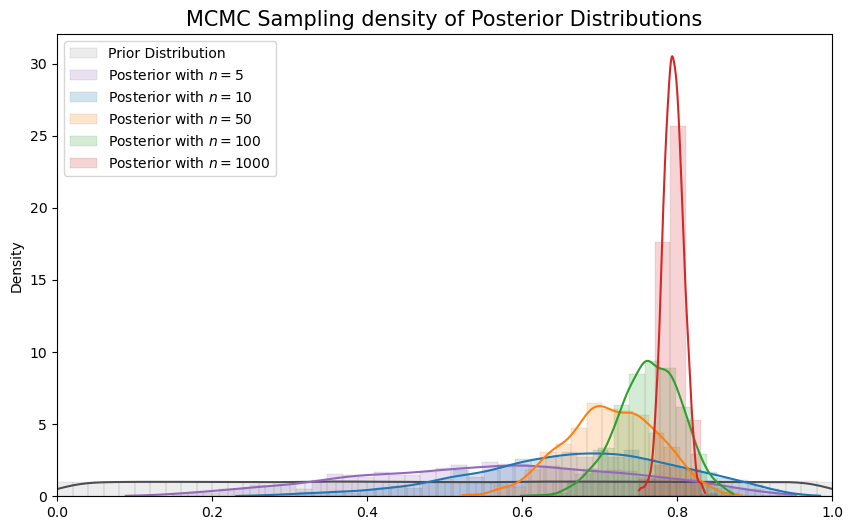 MCMC Sampling density of Posterior Distributions
Prior Distribution
Posterior with n = 5
Posterior with n = 10
Posterior with n = 50
Posterior with n = 100
Posterior with n = 1000
Density
30
25
20
15
10
5
0
0.0 0.2 0.4 0.6 0.8 1.0